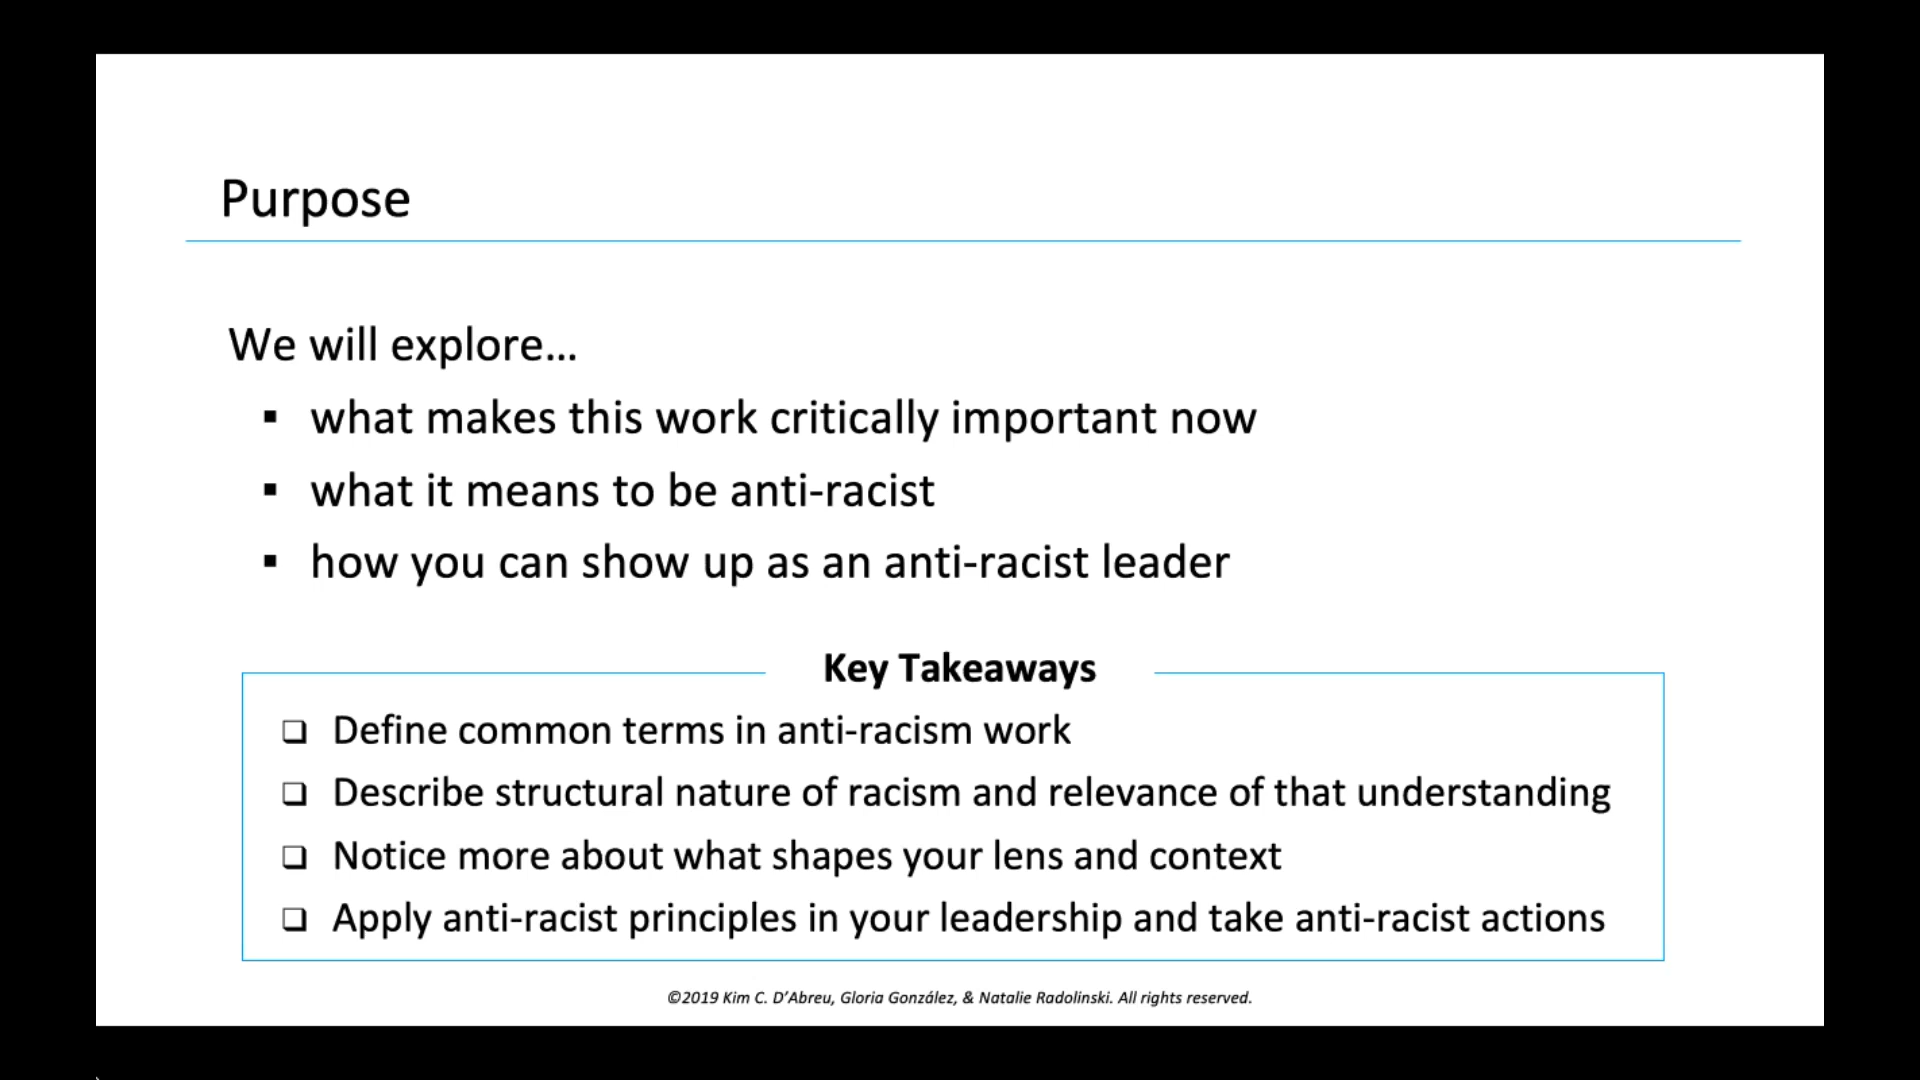 Purpose
We will explore...
▪ what makes this work critically important now
▪ what it means to be anti-racist
▪ how you can show up as an anti-racist leader
Key Takeaways
❑ Define common terms in anti-racism work
❑ Describe structural nature of racism and relevance of that understanding
❑ Notice more about what shapes your lens and context
❑ Apply anti-racist principles in your leadership and take anti-racist actions
©2019 Kim C. D’Abreu, Gloria González, & Natalie Radolinski. All rights reserved.